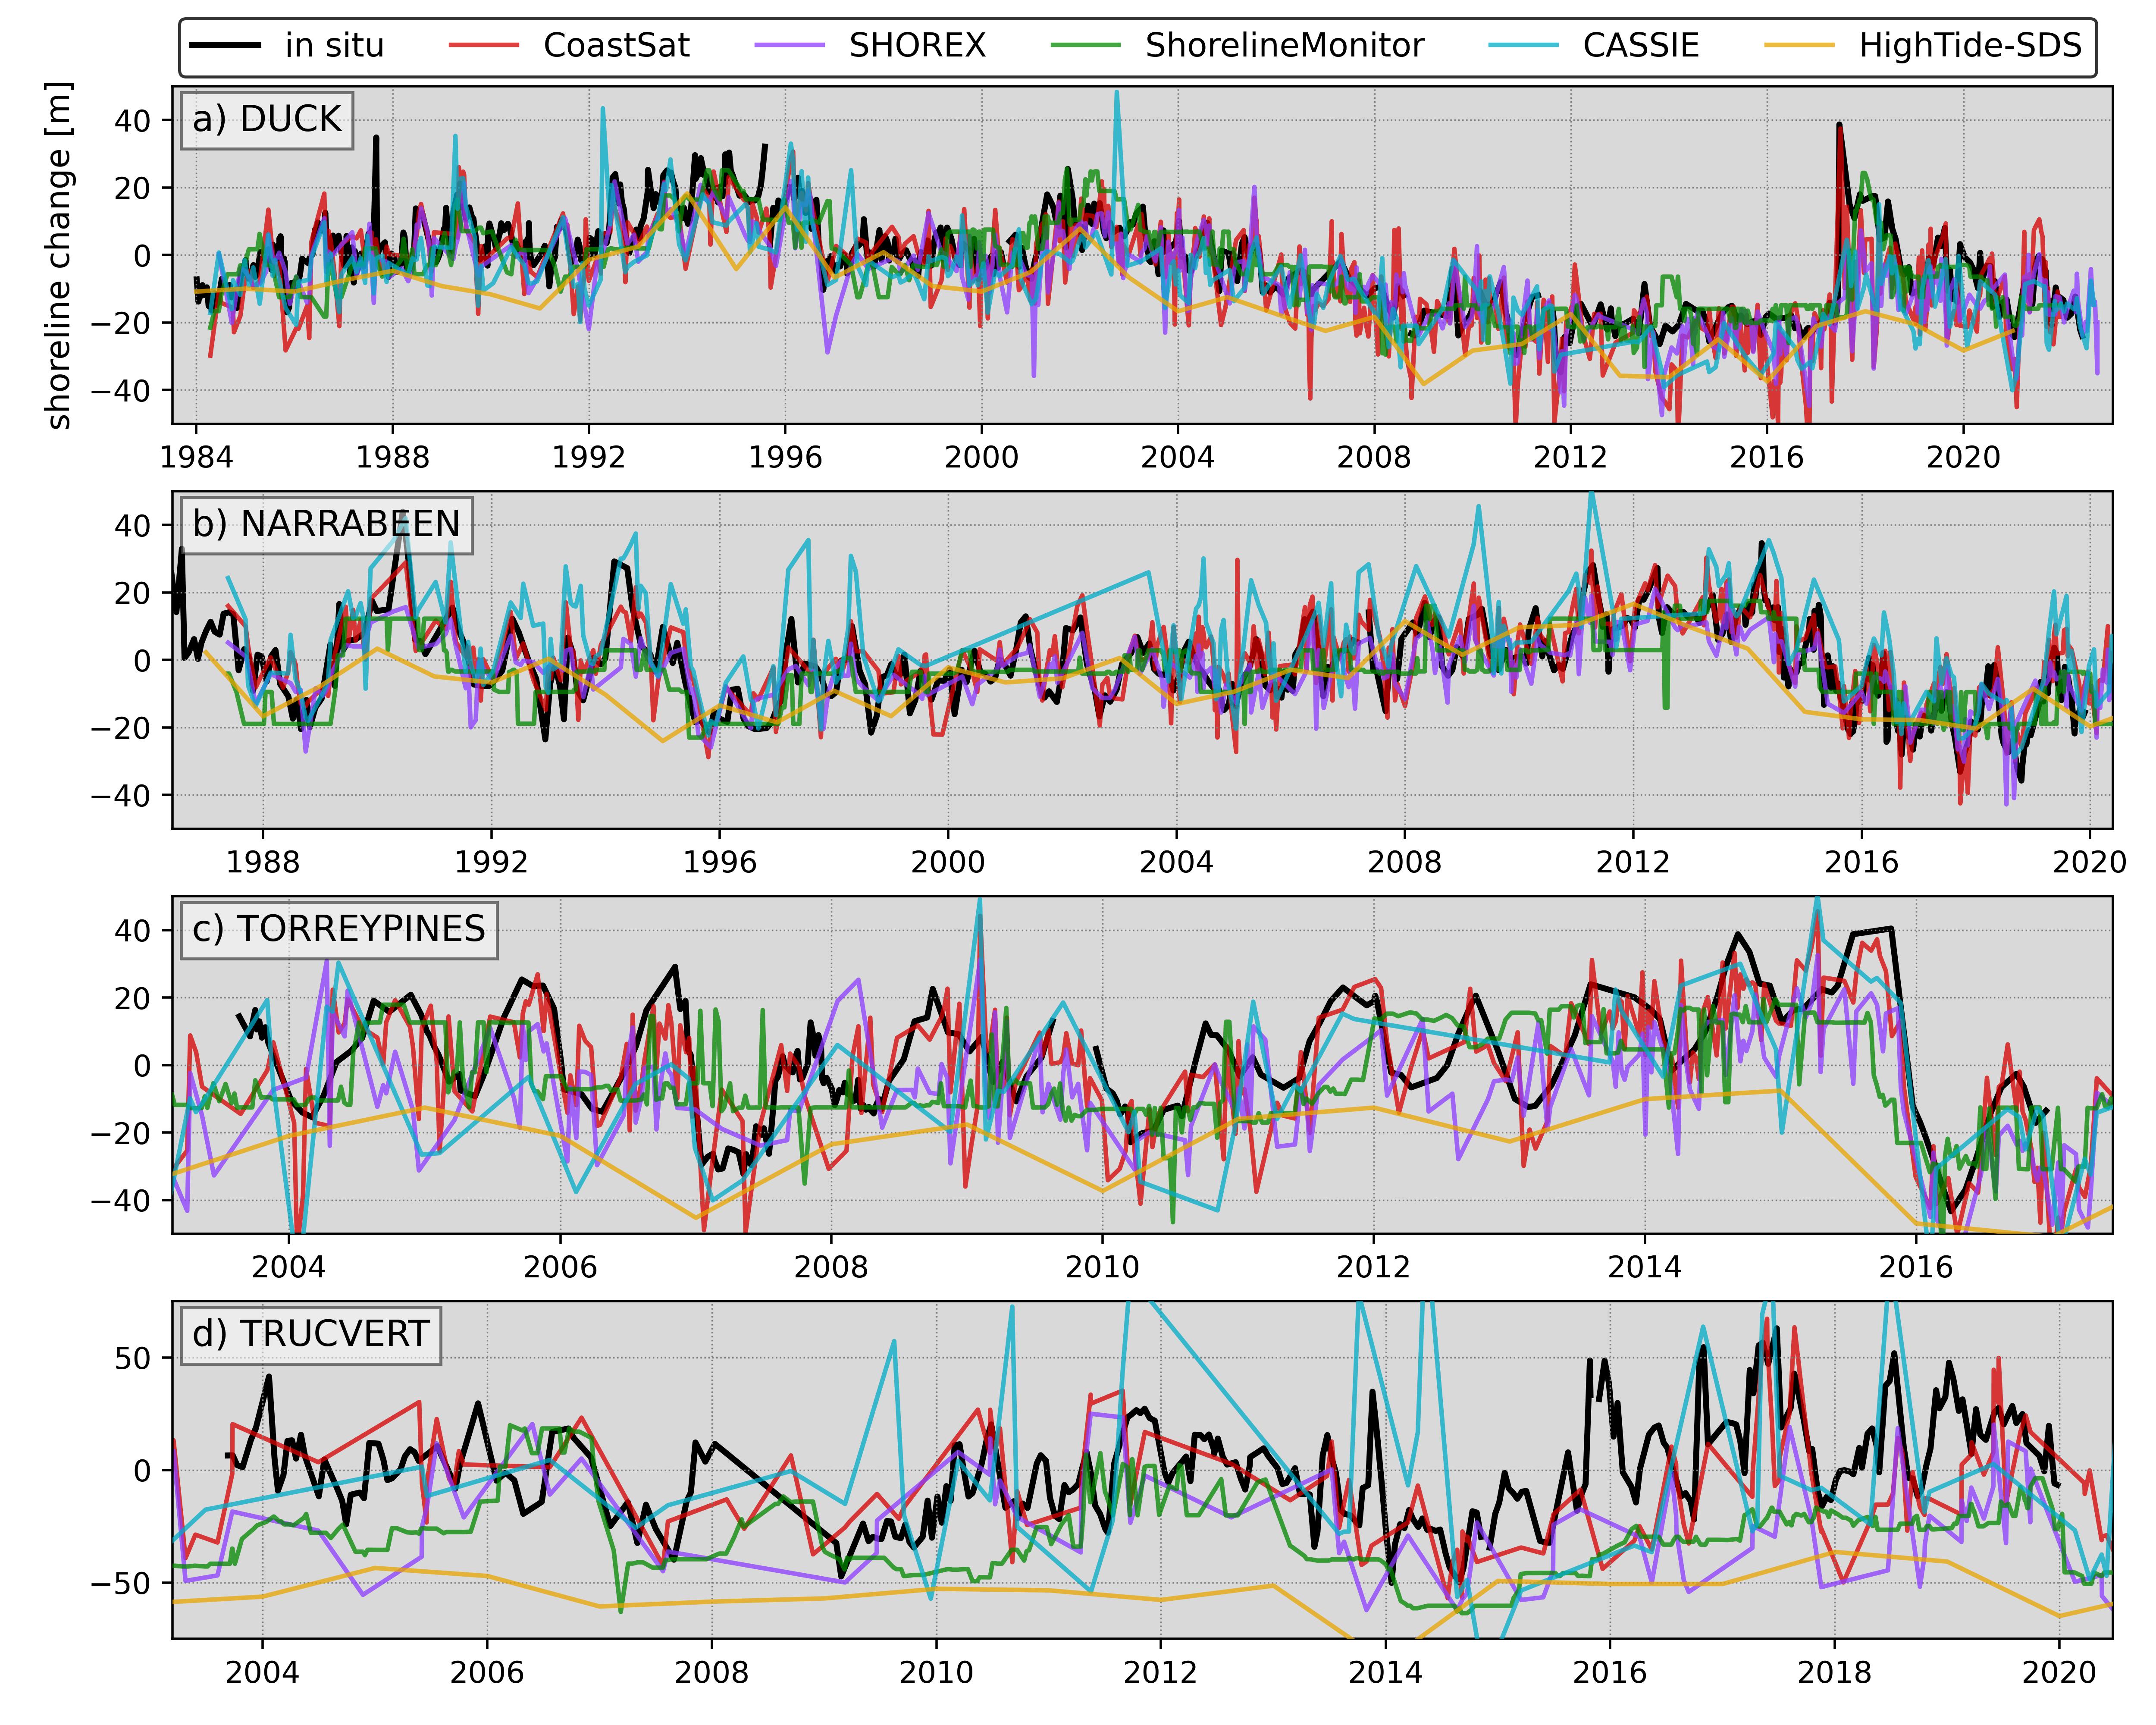 in situ CoastSat SHOREX ShorelineMonitor CASSIE HighTide-SDS
shoreline change [m]
a) DUCK
40
20
0
−20
−40
1984 1988 1992 1996 2000 2004 2008 2012 2016 2020
b) NARRABEEN
40
20
0
−20
−40
1988 1992 1996 2000 2004 2008 2012 2016 2020
c) TORREYPINES
40
20
0
−20
−40
2004 2006 2008 2010 2012 2014 2016
d) TRUCVERT
50
0
−50
2004 2006 2008 2010 2012 2014 2016 2018 2020